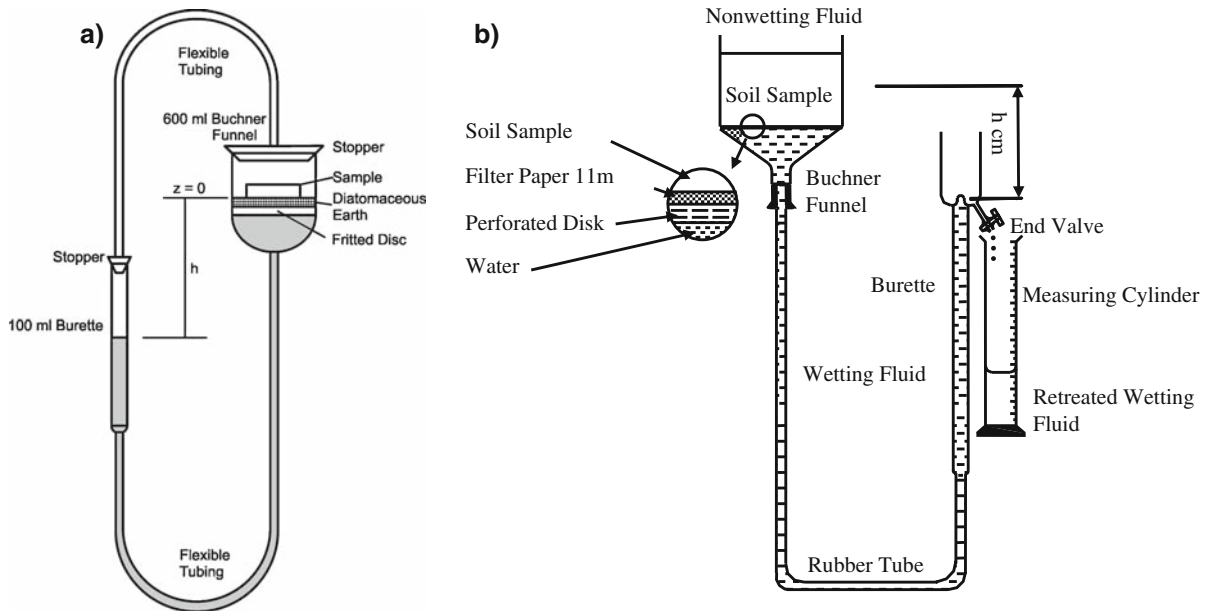 a)
Flexible
Tubing
600 ml Buchner
Funnel
Stopper
Sample
z = 0
Diatomaceous
Earth
Fritted Disc
Stopper
h
100 ml Burette
Flexible
Tubing
b)
Nonwetting Fluid
Soil Sample
h cm
Soil Sample
Filter Paper 11m
Buchner
Funnel
Perforated Disk
End Valve
Water
Burette
Measuring Cylinder
Wetting Fluid
Retreated Wetting
Fluid
Rubber Tube